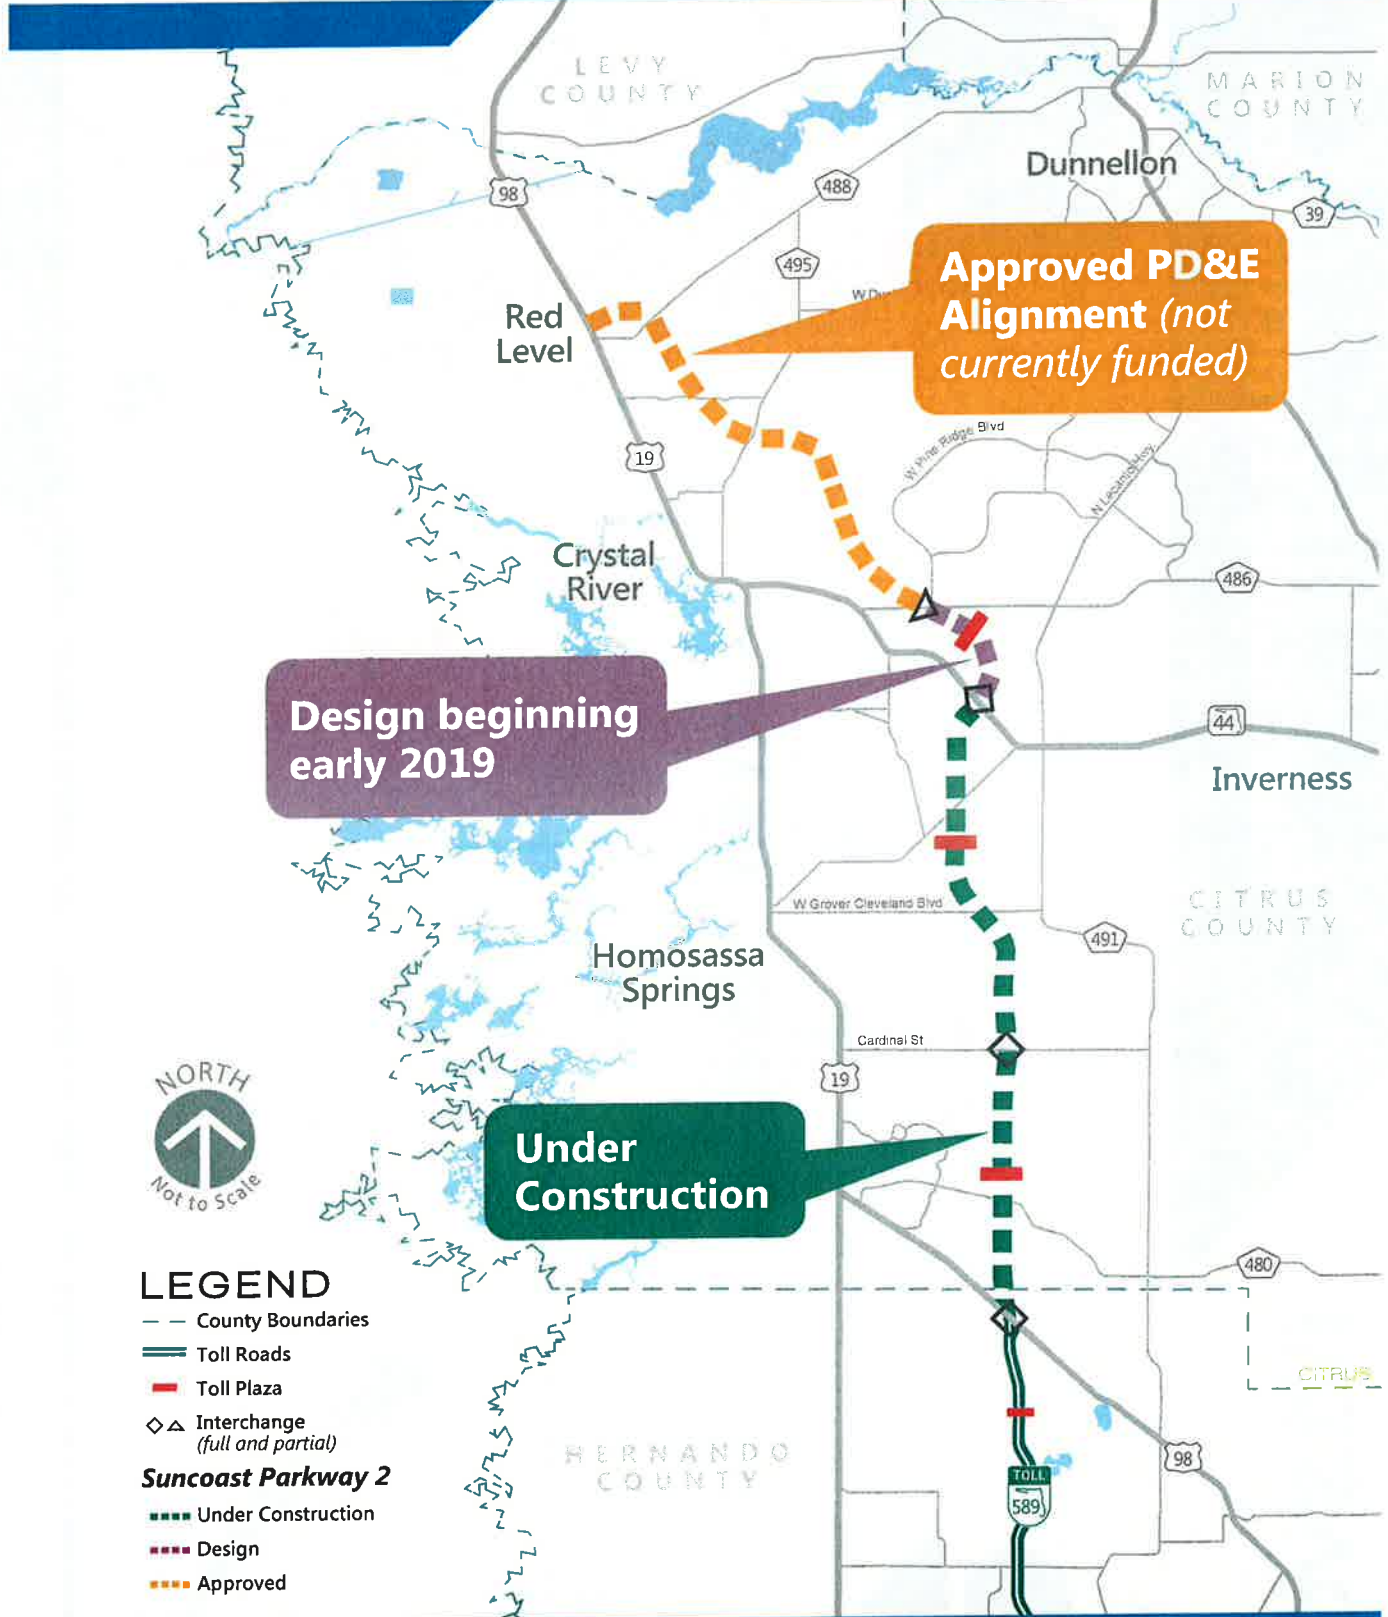 LEVY
COUNTY
MARION
COUNTY
Dunnellon
98
488
39
495
W Du
Approved PD&E
Alignment (not
currently funded)
Red
Level
W Pine Ridge Blvd
19
N Lecanto Hwy
Crystal
River
486
Design beginning
early 2019
44
Inverness
W Grover Cleveland Blvd
CITRUS
COUNTY
491
Homosassa
Springs
Cardinal St
19
NORTH
Not to Scale
Under
Construction
480
LEGEND
County Boundaries
Toll Roads
Toll Plaza
Interchange
(full and partial)
Suncoast Parkway 2
Under Construction
Design
Approved
CITRUS
HERNANDO
COUNTY
98
TOLL
589